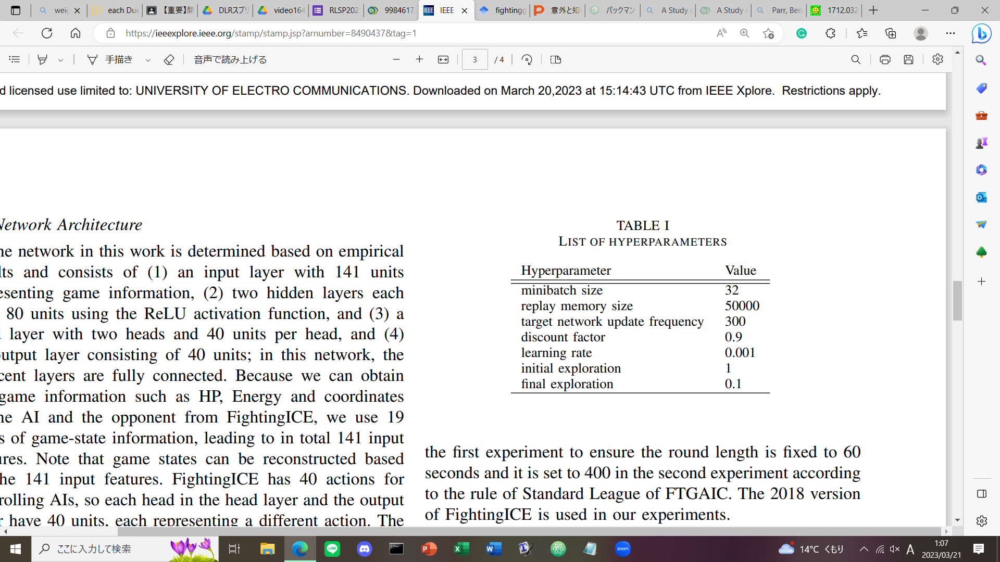 wei
each Due
【重要】開
DLRスプリ
video164
RLSP202
9984617.
IEEE
fightingg
意外と知
パックマン
A Study
A Study
Parr, Ben
1712.032
https://ieeexplore.ieee.org/stamp/stamp.jsp?arnumber=8490437&tag=1
手描き
音声で読み上げる
3 / 4
d licensed use limited to: UNIVERSITY OF ELECTRO COMMUNICATIONS. Downloaded on March 20,2023 at 15:14:43 UTC from IEEE Xplore. Restrictions apply.
Network Architecture
he network in this work is determined based on empirical
lts and consists of (1) an input layer with 141 units
esenting game information, (2) two hidden layers each
80 units using the ReLU activation function, and (3) a
layer with two heads and 40 units per head, and (4)
output layer consisting of 40 units; in this network, the
cent layers are fully connected. Because we can obtain
game information such as HP, Energy and coordinates
he AI and the opponent from FightingICE, we use 19
s of game-state information, leading to in total 141 input
ures. Note that game states can be reconstructed based
he 141 input features. FightingICE has 40 actions for
rolling AIs, so each head in the head layer and the output
r have 40 units, each representing a different action. The
TABLE I
LIST OF HYPERPARAMETERS
Hyperparameter Value
minibatch size 32
replay memory size 50000
target network update frequency 300
discount factor 0.9
learning rate 0.001
initial exploration 1
final exploration 0.1
the first experiment to ensure the round length is fixed to 60
seconds and it is set to 400 in the second experiment according
to the rule of Standard League of FTGAIC. The 2018 version
of FightingICE is used in our experiments.
ここに入力して検索
LINE
zoom
14°C くもり
A
1:07
2023/03/21